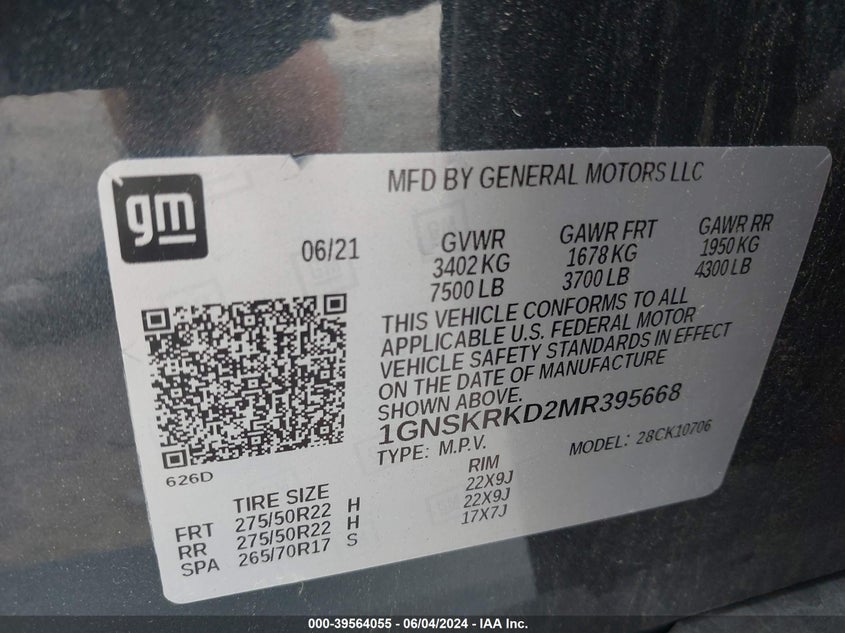 gm
MFD BY GENERAL MOTORS LLC
06/21
GVWR GAWR FRT GAWR RR
3402 KG 1678 KG 1950 KG
7500 LB 3700 LB 4300 LB
THIS VEHICLE CONFORMS TO ALL
APPLICABLE U.S. FEDERAL MOTOR
VEHICLE SAFETY STANDARDS IN EFFECT
ON THE DATE OF MANUFACTURE
SHOWN ABOVE.
1GNSKRKD2MR395668
TYPE: M.P.V. MODEL: 28CK10706
626D
TIRE SIZE RIM
FRT 275/50R22 H 22X9J
RR 275/50R22 H 22X9J
SPA 265/70R17 S 17X7J
000-39564055 - 06/04/2024 - IAA Inc.